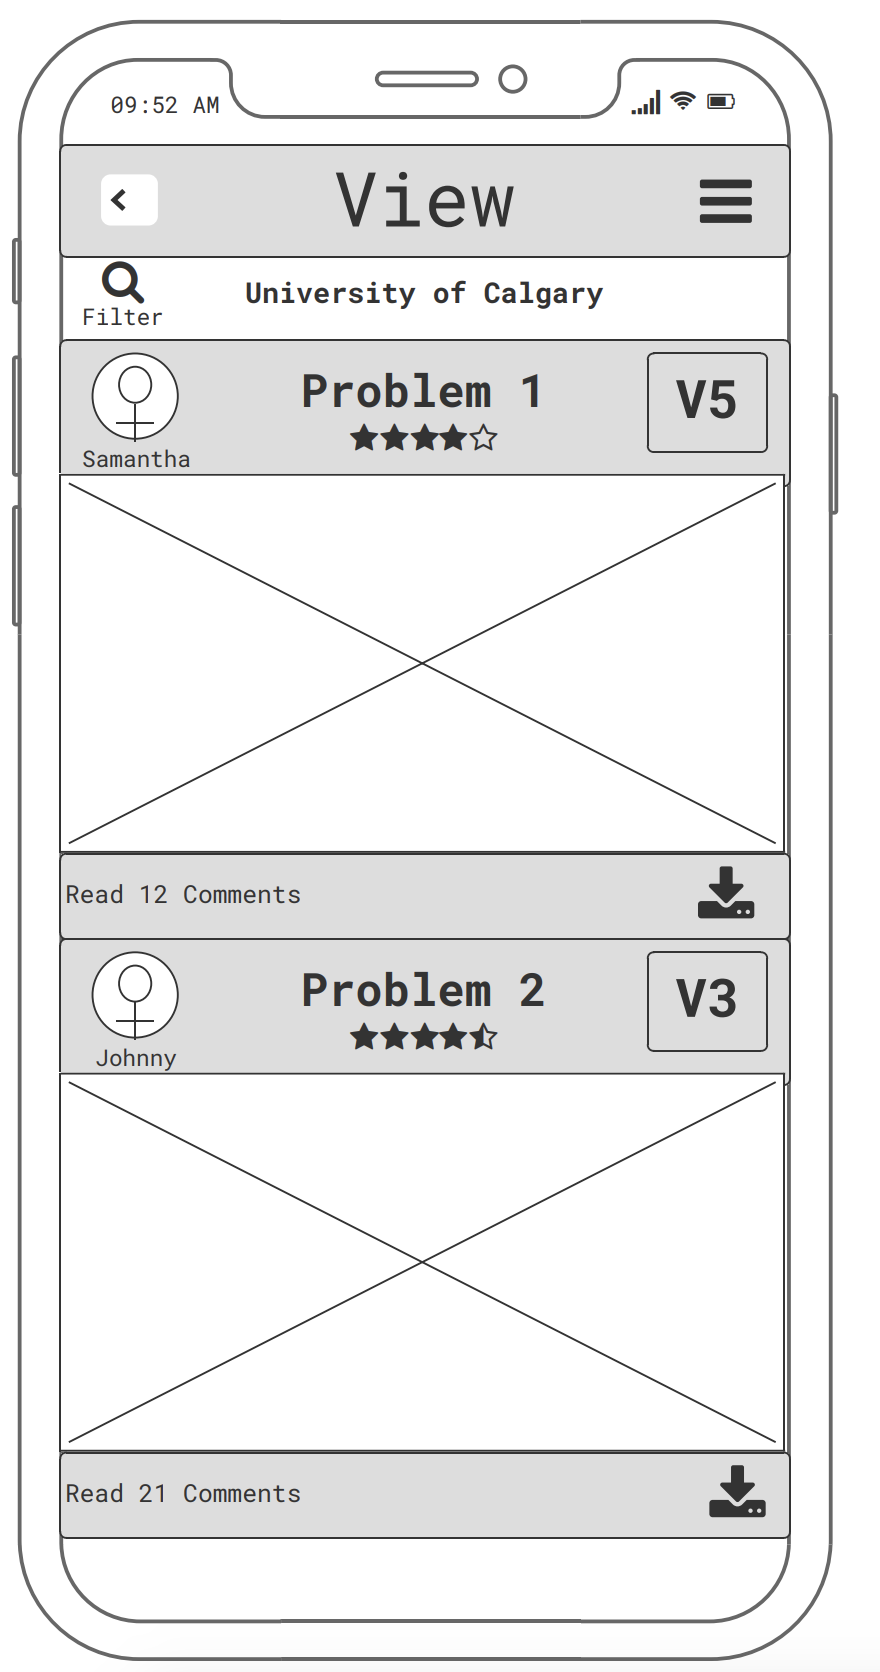 09:52 AM
View
Filter
University of Calgary
Problem 1
V5
Samantha
Read 12 Comments
Problem 2
V3
Johnny
Read 21 Comments